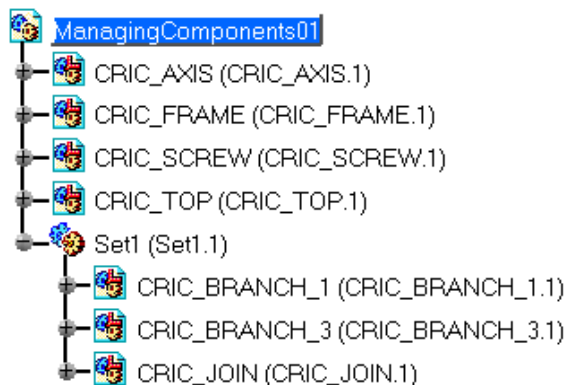 ManagingComponents01
CRIC_AXIS (CRIC_AXIS.1)
CRIC_FRAME (CRIC_FRAME.1)
CRIC_SCREW (CRIC_SCREW.1)
CRIC_TOP (CRIC_TOP.1)
Set1 (Set1.1)
CRIC_BRANCH_1 (CRIC_BRANCH_1.1)
CRIC_BRANCH_3 (CRIC_BRANCH_3.1)
CRIC_JOIN (CRIC_JOIN.1)